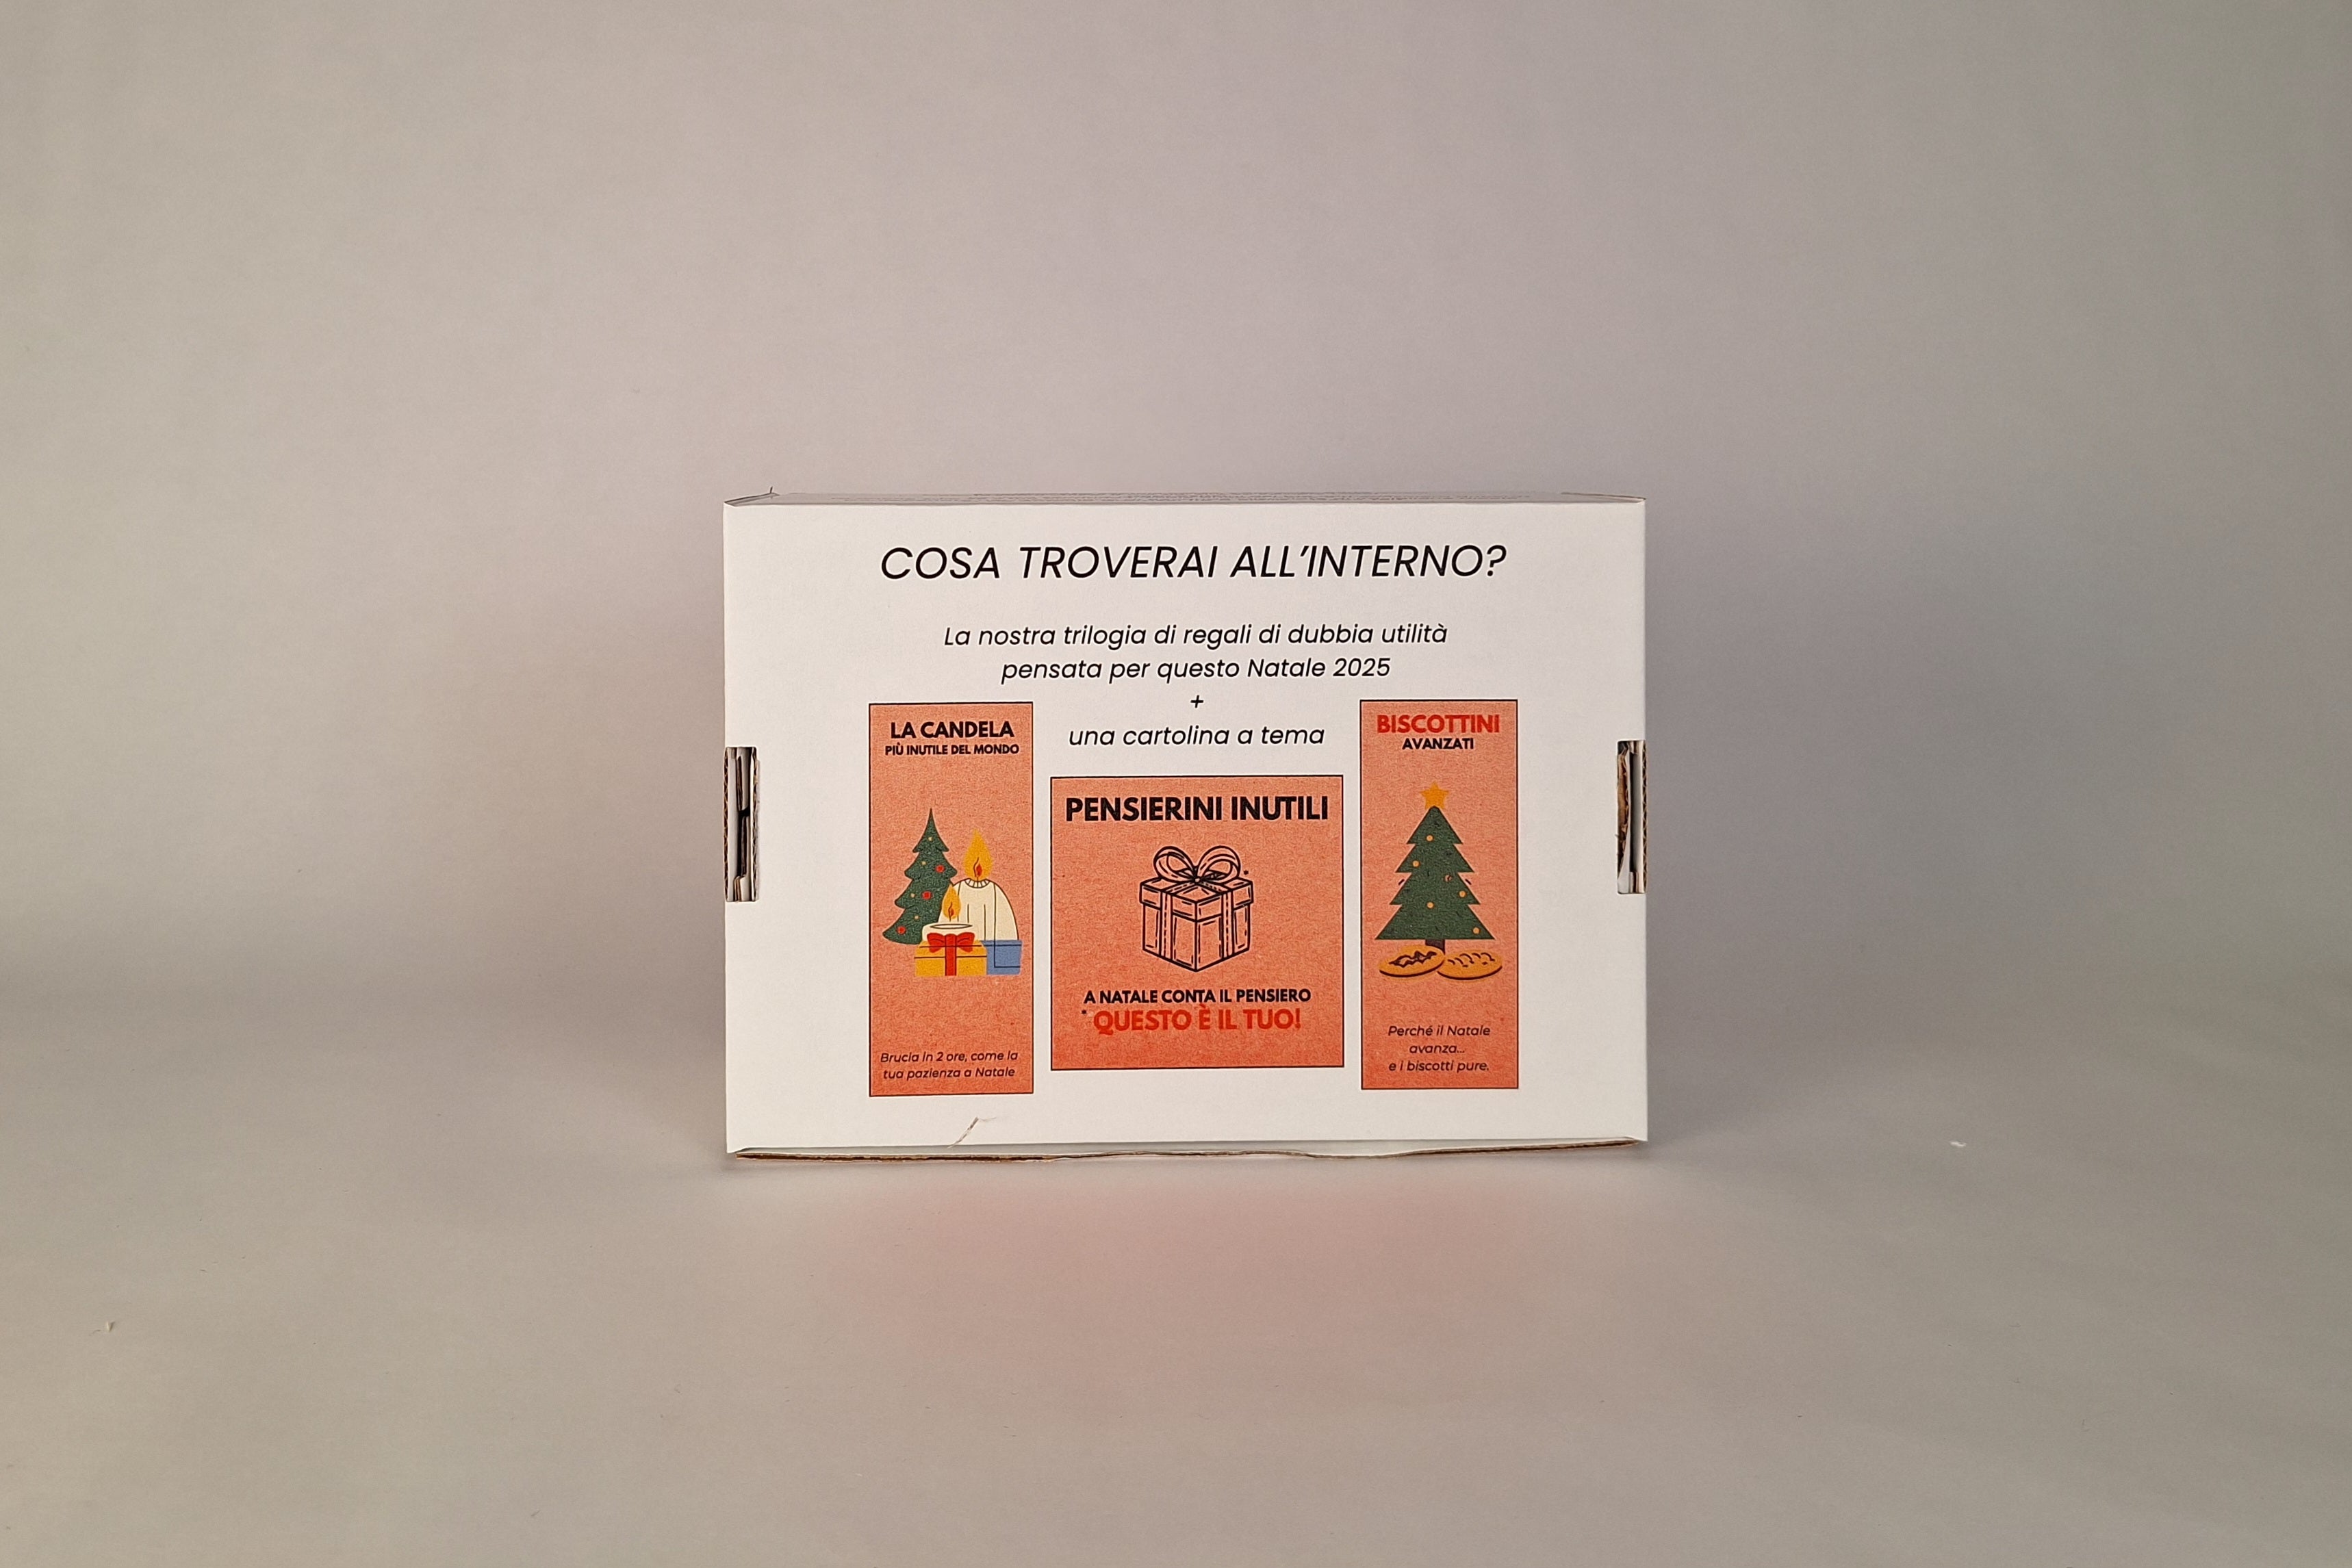 COSA TROVERAI ALL'INTERNO?
La nostra trilogia di regali di dubbia utilità
pensata per questo Natale 2025
+
una cartolina a tema
LA CANDELA
PIÙ INUTILE DEL MONDO
Brucia in 2 ore, come la
tua pazienza a Natale
PENSIERINI INUTILI
A NATALE CONTA IL PENSIERO
QUESTO È IL TUO!
BISCOTTINI
AVANZATI
Perché il Natale
avanza...
e i biscotti pure.